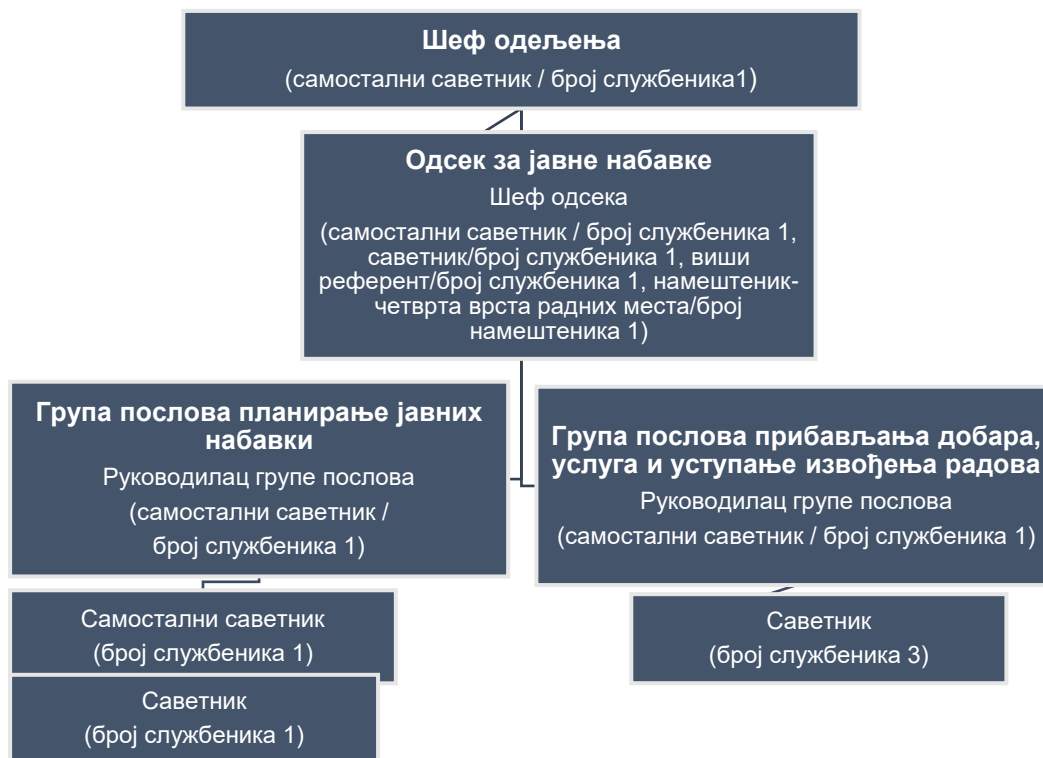 Шеф одељења
(самостални саветник / број службеника1)
Одсек за јавне набавке
Шеф одсека
(самостални саветник / број службеника 1,
саветник/број службеника 1, виши
референт/број службеника 1, намештеник-
четврта врста радних места/број
намештеника 1)
Група послова планирање јавних
набавки
Руководилац групе послова
(самостални саветник /
број службеника 1)
Група послова прибављања добара,
услуга и уступање извођења радова
Руководилац групе послова
(самостални саветник / број службеника 1)
Самостални саветник
(број службеника 1)
Саветник
(број службеника 1)
Саветник
(број службеника 3)